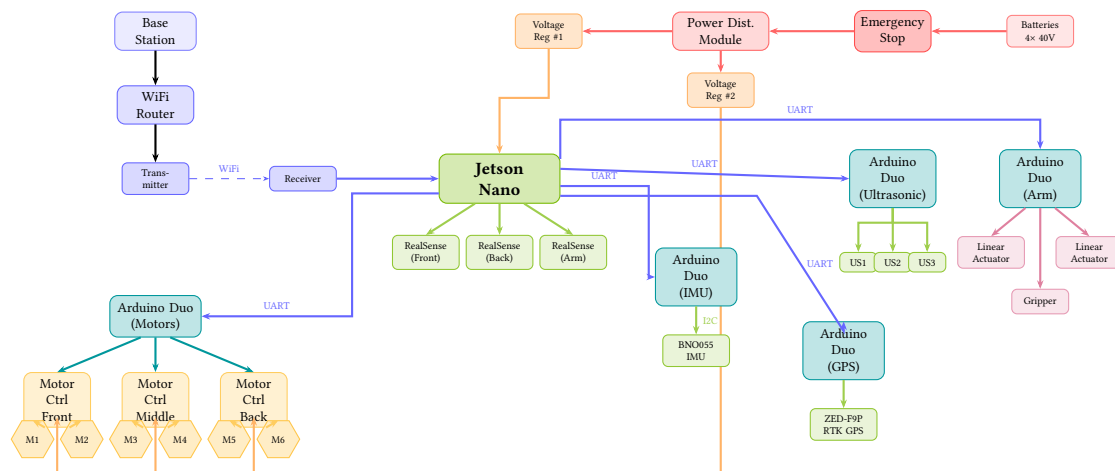 Base
Station
Voltage
Reg #1
Power Dist.
Module
Emergency
Stop
Batteries
4× 40V
WiFi
Router
Voltage
Reg #2
UART
Trans-
mitter
WiFi
Receiver
Jetson
Nano
UART
UART
Arduino
Duo
(Ultrasonic)
Arduino
Duo
(Arm)
RealSense
(Front)
RealSense
(Back)
RealSense
(Arm)
Arduino
Duo
(IMU)
UART
US1
US2
US3
Linear
Actuator
Linear
Actuator
Gripper
Arduino Duo
(Motors)
UART
I2C
BNO055
IMU
Arduino
Duo
(GPS)
Motor
Ctrl
Front
Motor
Ctrl
Middle
Motor
Ctrl
Back
ZED-F9P
RTK GPS
M1
M2
M3
M4
M5
M6